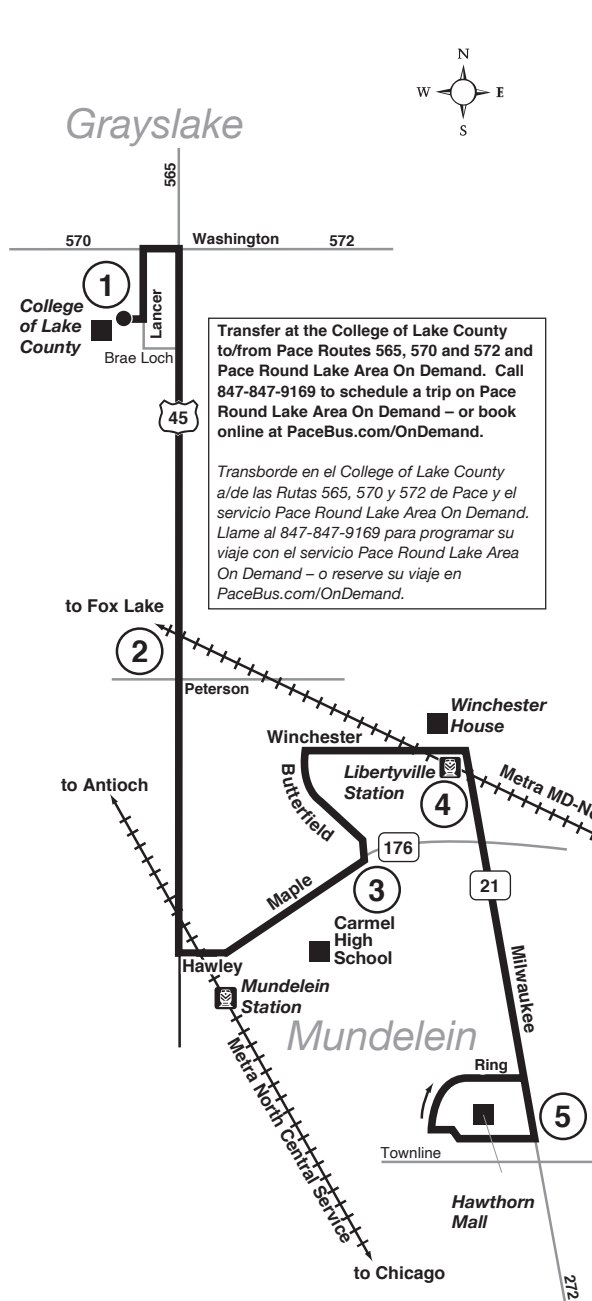 N
W E
S
Grayslake
565
570 Washington 572
1
College
of Lake
County
Lancer
Brae Loch
45
Transfer at the College of Lake County
to/from Pace Routes 565, 570 and 572 and
Pace Round Lake Area On Demand. Call
847-847-9169 to schedule a trip on Pace
Round Lake Area On Demand – or book
online at PaceBus.com/OnDemand.
Transborde en el College of Lake County
a/de las Rutas 565, 570 y 572 de Pace y el
servicio Pace Round Lake Area On Demand.
Llame al 847-847-9169 para programar su
viaje con el servicio Pace Round Lake Area
On Demand – o reserve su viaje en
PaceBus.com/OnDemand.
to Fox Lake
2
Peterson
Winchester
House
Winchester
Libertyville
Station
4
Metra MD-No
to Antioch
Butterfield
176
3
21
Maple
Carmel
High
School
Hawley
Mundelein
Station
Milwaukee
Mundelein
Metra North Central Service
Ring
5
Townline
Hawthorn
Mall
to Chicago
272